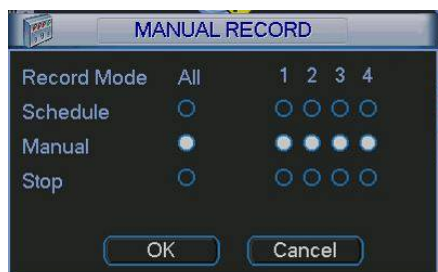 MANUAL RECORD
Record Mode All 1 2 3 4
Schedule
Manual
Stop
OK Cancel